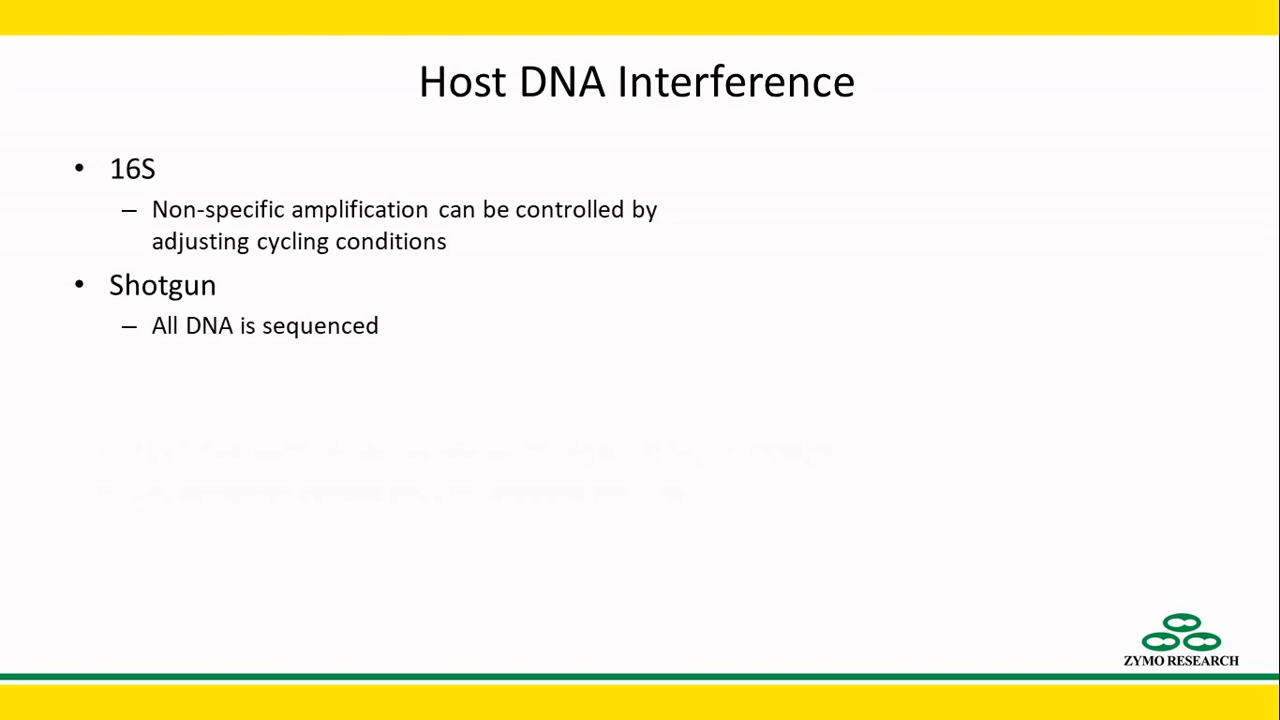 Host DNA Interference
• 16S
– Non-specific amplification can be controlled by
adjusting cycling conditions
• Shotgun
– All DNA is sequenced
ZYMO RESEARCH